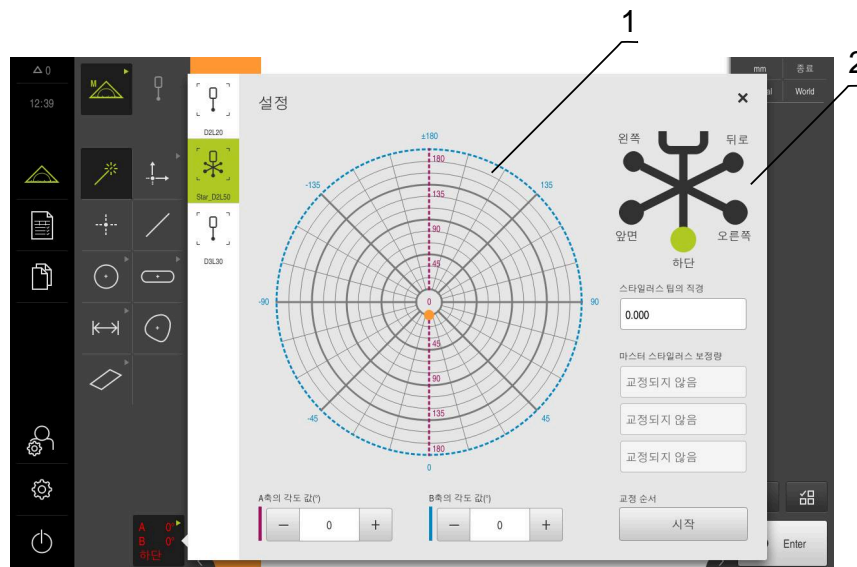 1
2
0
mm
종료
World
12:39
M
설정
×
D2L20
Star_D2L50
D3L30
±180
180
-135
135
135
90
45
-90
0
90
45
90
-45
135
45
180
0
왼쪽
뒤로
앞면
오른쪽
하단
스타일러스 팁의 직경
0.000
마스터 스타일러스 보정량
교정되지 않음
교정되지 않음
교정되지 않음
A축의 각도 값(°)
B축의 각도 값(°)
교정 순서
− 0 +
− 0 +
시작
A 0°
B 0°
하단
Enter